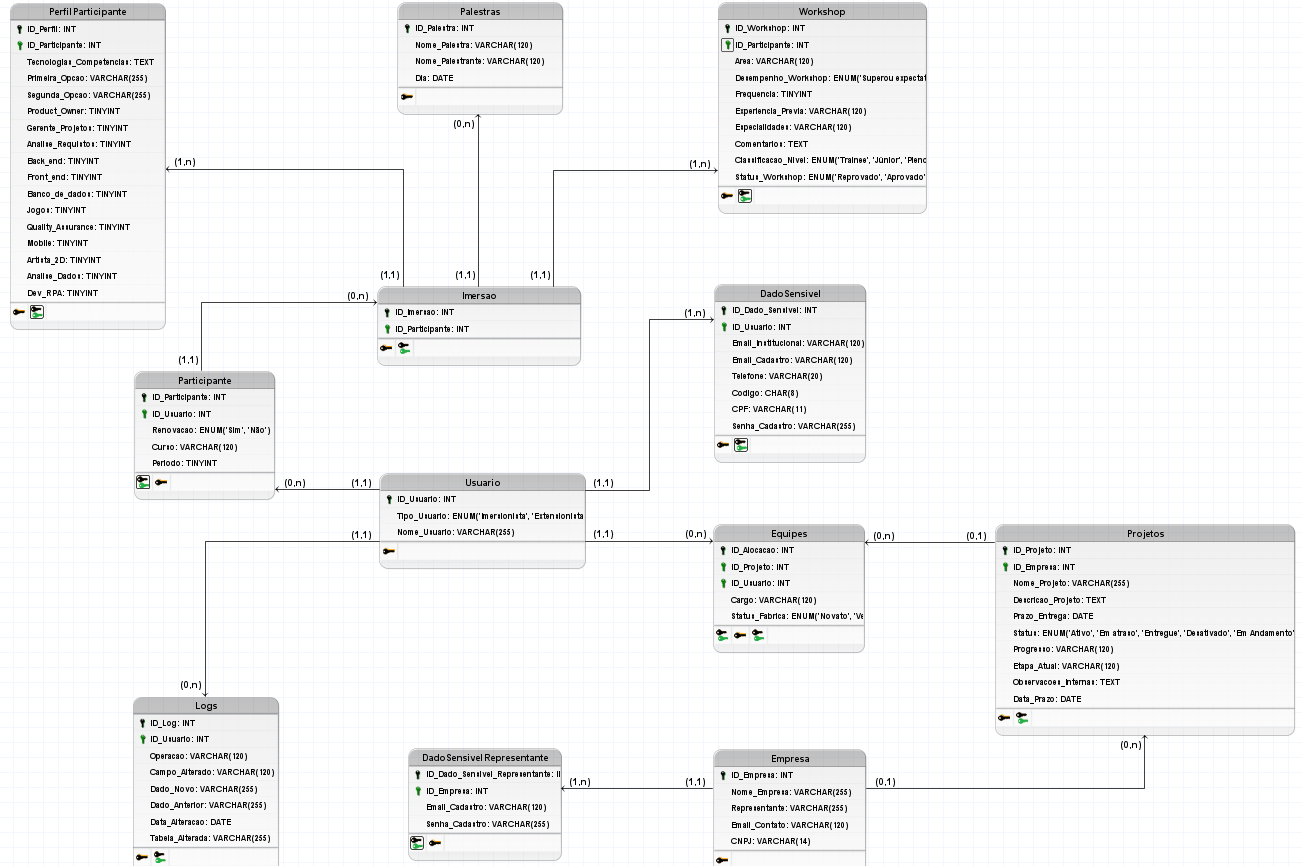 Perfil Participante
ID_Perfil: INT
ID_Participante: INT
Tecnologias_Competencias: TEXT
Primeira_Opcao: VARCHAR(255)
Segunda_Opcao: VARCHAR(255)
Product_Owner: TINYINT
Gerente_Projetos: TINYINT
Analise_Requisitos: TINYINT
Back_end: TINYINT
Front_end: TINYINT
Banco_de_dados: TINYINT
Jogos: TINYINT
Quality_Assurance: TINYINT
Mobile: TINYINT
Artista_2D: TINYINT
Analise_Dados: TINYINT
Dev_RPA: TINYINT
Palestras
ID_Palestra: INT
Nome_Palestra: VARCHAR(120)
Nome_Palestrante: VARCHAR(120)
Dia: DATE
Workshop
ID_Workshop: INT
ID_Participante: INT
Area: VARCHAR(120)
Desempenho_Workshop: ENUM('Superou expectat
Frequencia: TINYINT
Experiencia_Previa: VARCHAR(120)
Especialidades: VARCHAR(120)
Comentarios: TEXT
Classificacao_Nivel: ENUM('Trainee', 'Júnior', 'Pleno
Status_Workshop: ENUM('Reprovado', 'Aprovado'
(0,n)
(1,n)
(1,n)
(1,1)
(1,1)
(1,1)
(0,n)
Imersao
ID_Imersao: INT
ID_Participante: INT
Dado Sensivel
ID_Dado_Sensivel: INT
ID_Usuario: INT
Email_Institucional: VARCHAR(120)
Email_Cadastro: VARCHAR(120)
Telefone: VARCHAR(20)
Codigo: CHAR(8)
CPF: VARCHAR(11)
Senha_Cadastro: VARCHAR(255)
(1,n)
(1,1)
Participante
ID_Participante: INT
ID_Usuario: INT
Renovacao: ENUM('Sim', 'Não')
Curso: VARCHAR(120)
Periodo: TINYINT
(0,n)
(1,1)
Usuario
ID_Usuario: INT
Tipo_Usuario: ENUM('Imersionista', 'Extensionista
Nome_Usuario: VARCHAR(255)
(1,1)
(1,1)
(1,1)
(0,n)
Equipes
ID_Alocacao: INT
ID_Projeto: INT
ID_Usuario: INT
Cargo: VARCHAR(120)
Status_Fabrica: ENUM('Novato', 'Ve
(0,n)
(0,1)
Projetos
ID_Projeto: INT
ID_Empresa: INT
Nome_Projeto: VARCHAR(255)
Descricao_Projeto: TEXT
Prazo_Entrega: DATE
Status: ENUM('Ativo', 'Em atraso', 'Entregue', 'Desativado', 'Em Andamento'
Progresso: VARCHAR(120)
Etapa_Atual: VARCHAR(120)
Observacoes_Internas: TEXT
Data_Prazo: DATE
(0,n)
(0,n)
Logs
ID_Log: INT
ID_Usuario: INT
Operacao: VARCHAR(120)
Campo_Alterado: VARCHAR(120)
Dado_Novo: VARCHAR(255)
Dado_Anterior: VARCHAR(255)
Data_Alteracao: DATE
Tabela_Alterada: VARCHAR(255)
Dado Sensivel Representante
ID_Dado_Sensivel_Representante: I
ID_Empresa: INT
Email_Cadastro: VARCHAR(120)
Senha_Cadastro: VARCHAR(255)
(1,n)
(1,1)
Empresa
ID_Empresa: INT
Nome_Empresa: VARCHAR(255)
Representante: VARCHAR(255)
Email_Contato: VARCHAR(120)
CNPJ: VARCHAR(14)
(0,1)